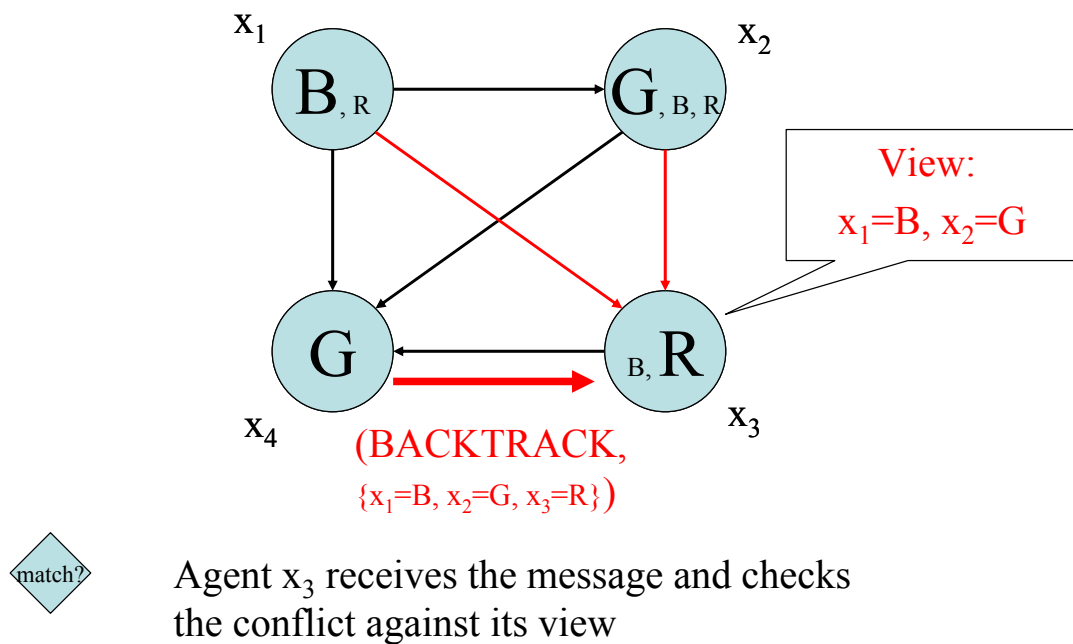 x₁
x₂
B, R
G, B, R
View:
x₁=B, x₂=G
G
B, R
x₄
x₃
(BACKTRACK,
{x₁=B, x₂=G, x₃=R})
match?
Agent x₃ receives the message and checks
the conflict against its view